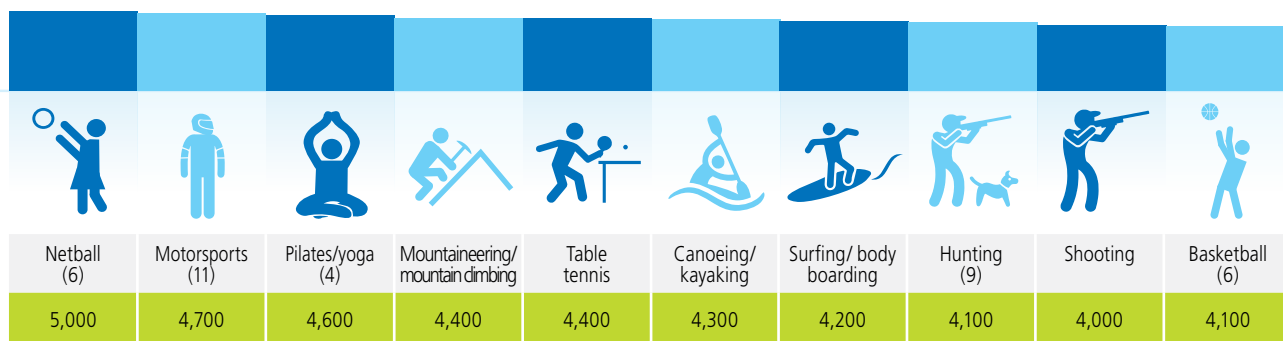 Netball
(6)
Motorsports
(11)
Pilates/yoga
(4)
Mountaineering/
mountain climbing
Table
tennis
Canoeing/
kayaking
Surfing/ body
boarding
Hunting
(9)
Shooting
Basketball
(6)
5,000
4,700
4,600
4,400
4,400
4,300
4,200
4,100
4,000
4,100